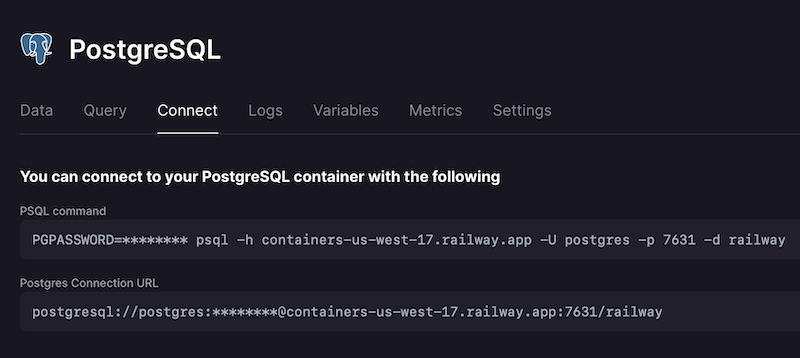 PostgreSQL
Data Query Connect Logs Variables Metrics Settings
You can connect to your PostgreSQL container with the following
PSQL command
PGPASSWORD=******** psql -h containers-us-west-17.railway.app -U postgres -p 7631 -d railway
Postgres Connection URL
postgresql://postgres:********@containers-us-west-17.railway.app:7631/railway